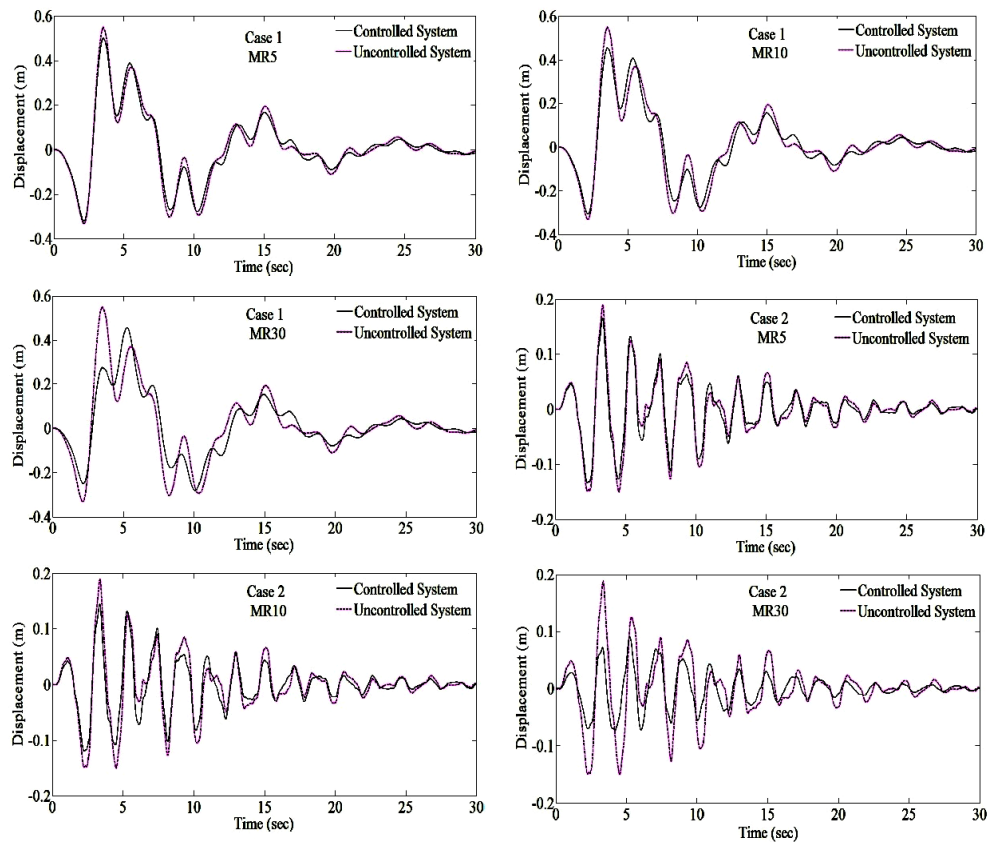 0.6
0.4
0.2
0
-0.2
-0.4
Displacement (m)
Case 1
MR5
Controlled System
Uncontrolled System
0 5 10 15 20 25 30
Time (sec)
0.6
0.4
0.2
0
-0.2
-0.4
Displacement (m)
Case 1
MR10
Controlled System
Uncontrolled System
0 5 10 15 20 25 30
Time (sec)
0.6
0.4
0.2
0
-0.2
-0.4
Displacement (m)
Case 1
MR30
Controlled System
Uncontrolled System
0 5 10 15 20 25 30
Time (sec)
0.2
0.1
0
-0.1
-0.2
Displacement (m)
Case 2
MR5
Controlled System
Uncontrolled System
0 5 10 15 20 25 30
Time (sec)
0.2
0.1
0
-0.1
-0.2
Displacement (m)
Case 2
MR10
Controlled System
Uncontrolled System
0 5 10 15 20 25 30
Time (sec)
0.2
0.1
0
-0.1
-0.2
Displacement (m)
Case 2
MR30
Controlled System
Uncontrolled System
0 5 10 15 20 25 30
Time (sec)